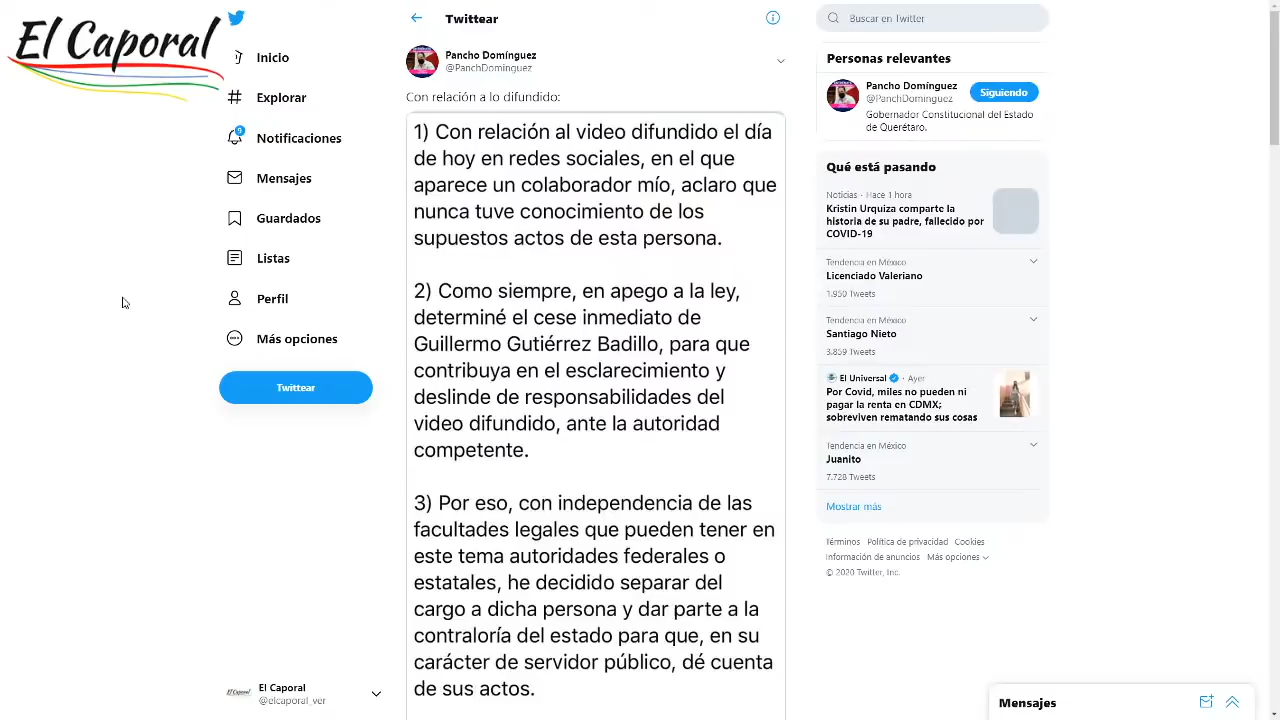 El Caporal
Inicio
Explorar
9
Notificaciones
Mensajes
Guardados
Listas
Perfil
Más opciones
Twittear
El Caporal
@elcaporal_ver
Twittear
Pancho Domínguez
@PanchDominguez
Con relación a lo difundido:
1) Con relación al video difundido el día
de hoy en redes sociales, en el que
aparece un colaborador mío, aclaro que
nunca tuve conocimiento de los
supuestos actos de esta persona.
2) Como siempre, en apego a la ley,
determiné el cese inmediato de
Guillermo Gutiérrez Badillo, para que
contribuya en el esclarecimiento y
deslinde de responsabilidades del
video difundido, ante la autoridad
competente.
3) Por eso, con independencia de las
facultades legales que pueden tener en
este tema autoridades federales o
estatales, he decidido separar del
cargo a dicha persona y dar parte a la
contraloría del estado para que, en su
carácter de servidor público, dé cuenta
de sus actos.
Buscar en Twitter
Personas relevantes
Pancho Domínguez
@PanchDominguez
Siguiendo
Gobernador Constitucional del Estado
de Querétaro.
Qué está pasando
Noticias · Hace 1 hora
Kristin Urquiza comparte la
historia de su padre, fallecido por
COVID-19
Tendencia en México
Licenciado Valeriano
1.950 Tweets
Tendencia en México
Santiago Nieto
3.859 Tweets
El Universal · Ayer
Por Covid, miles no pueden ni
pagar la renta en CDMX;
sobreviven rematando sus cosas
Tendencia en México
Juanito
7.728 Tweets
Mostrar más
Términos Política de privacidad Cookies
Información de anuncios Más opciones
© 2020 Twitter, Inc.
Mensajes